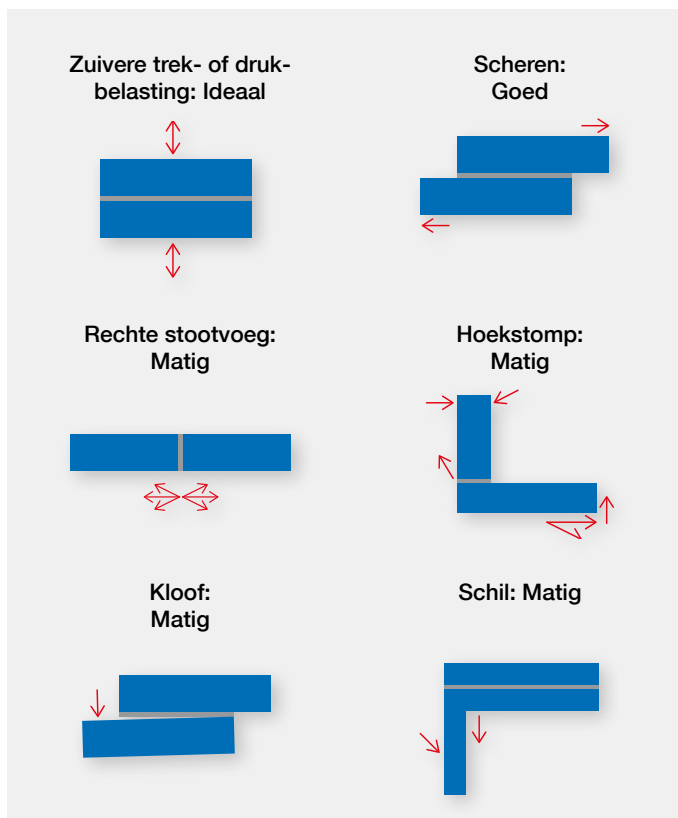 Zuivere trek- of druk-
belasting: Ideaal
Scheren:
Goed
Rechte stootvoeg:
Matig
Hoekstomp:
Matig
Kloof:
Matig
Schil: Matig